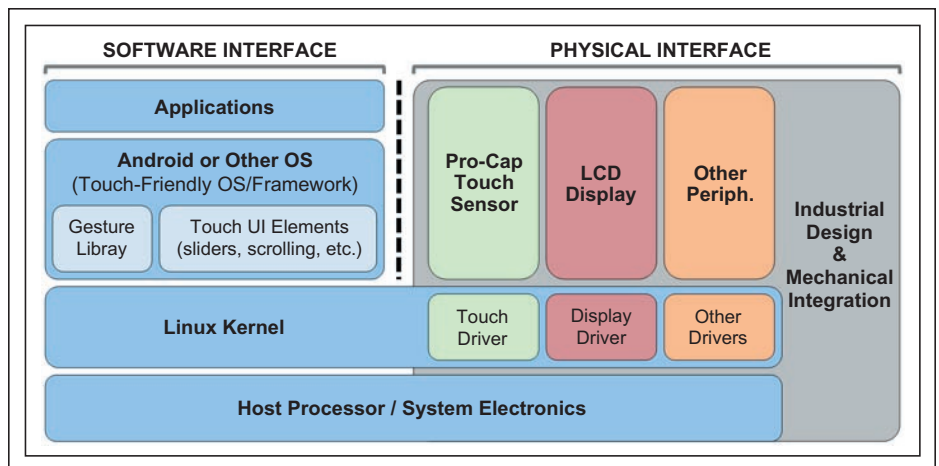 SOFTWARE INTERFACE
PHYSICAL INTERFACE
Applications
Android or Other OS
(Touch-Friendly OS/Framework)
Gesture
Libray
Touch UI Elements
(sliders, scrolling, etc.)
Pro-Cap
Touch
Sensor
LCD
Display
Other
Periph.
Industrial
Design
&
Mechanical
Integration
Linux Kernel
Touch
Driver
Display
Driver
Other
Drivers
Host Processor / System Electronics